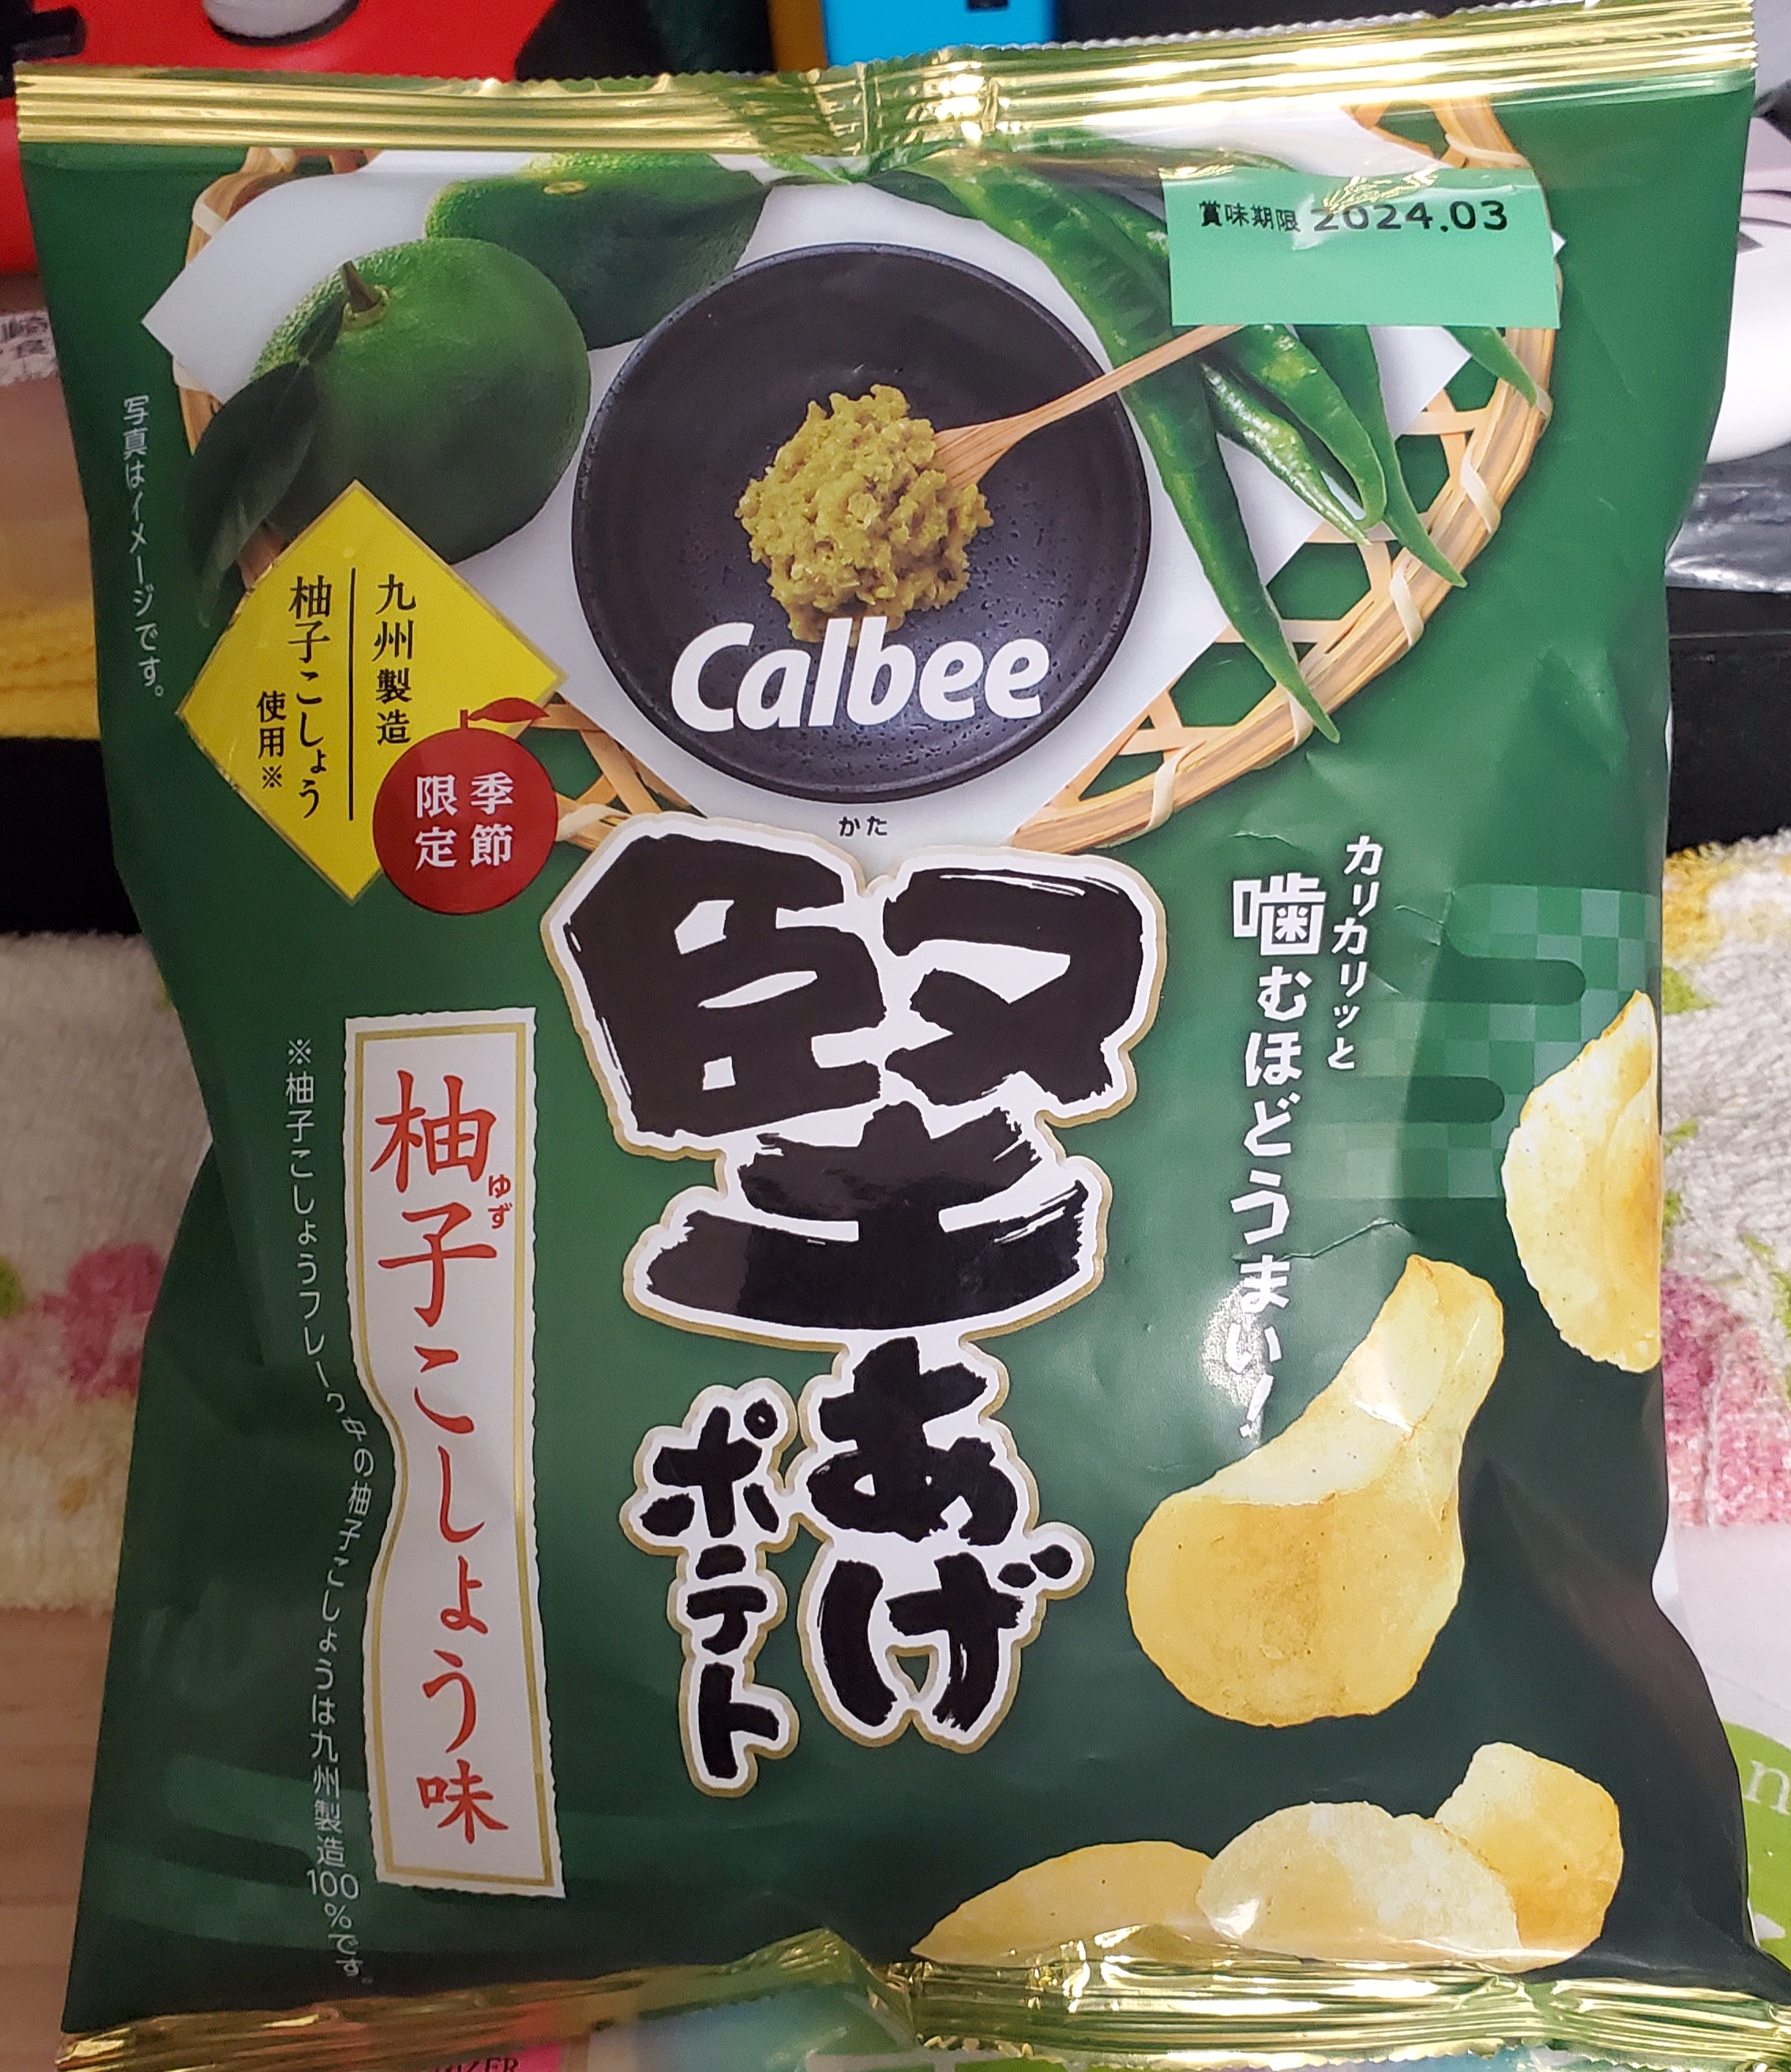 賞味期限 2024.03
写真はイメージです。
九州製造
柚子こしょう
使用※
季節
限定
Calbee
かた
堅
あげ
ポテト
カリカリッと
噛むほどうまい!
柚子こしょう味
ゆず
※柚子こしょうフレーク中の柚子こしょうは九州製造100%です。